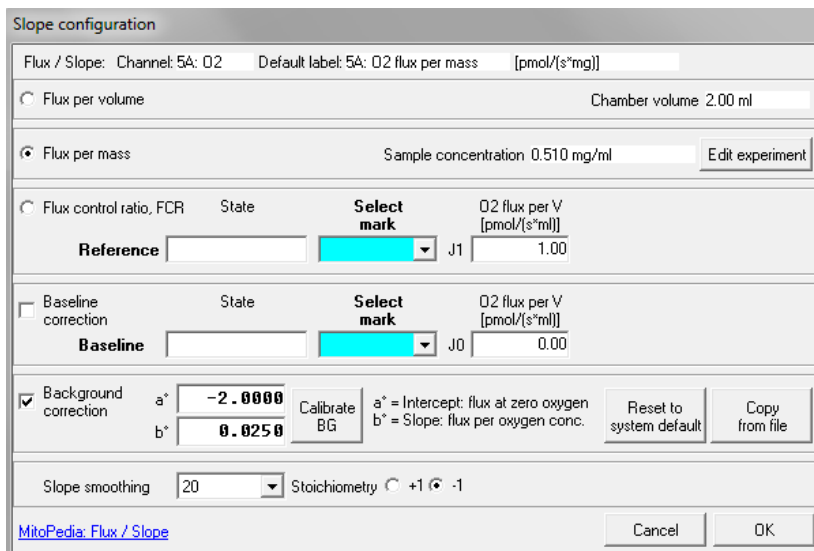 Slope configuration
Flux / Slope: Channel: 5A: O2 Default label: 5A: O2 flux per mass [pmol/(s*mg)]
Flux per volume Chamber volume 2.00 ml
Flux per mass Sample concentration 0.510 mg/ml Edit experiment
Flux control ratio, FCR State Select mark O2 flux per V [pmol/(s*ml)]
Reference J1 1.00
Baseline correction State Select mark O2 flux per V [pmol/(s*ml)]
Baseline J0 0.00
Background correction a° -2.0000 Calibrate BG a° = Intercept: flux at zero oxygen Reset to system default Copy from file
b° 0.0250 b° = Slope: flux per oxygen conc.
Slope smoothing 20 Stoichiometry +1 -1
MitoPedia: Flux / Slope Cancel OK